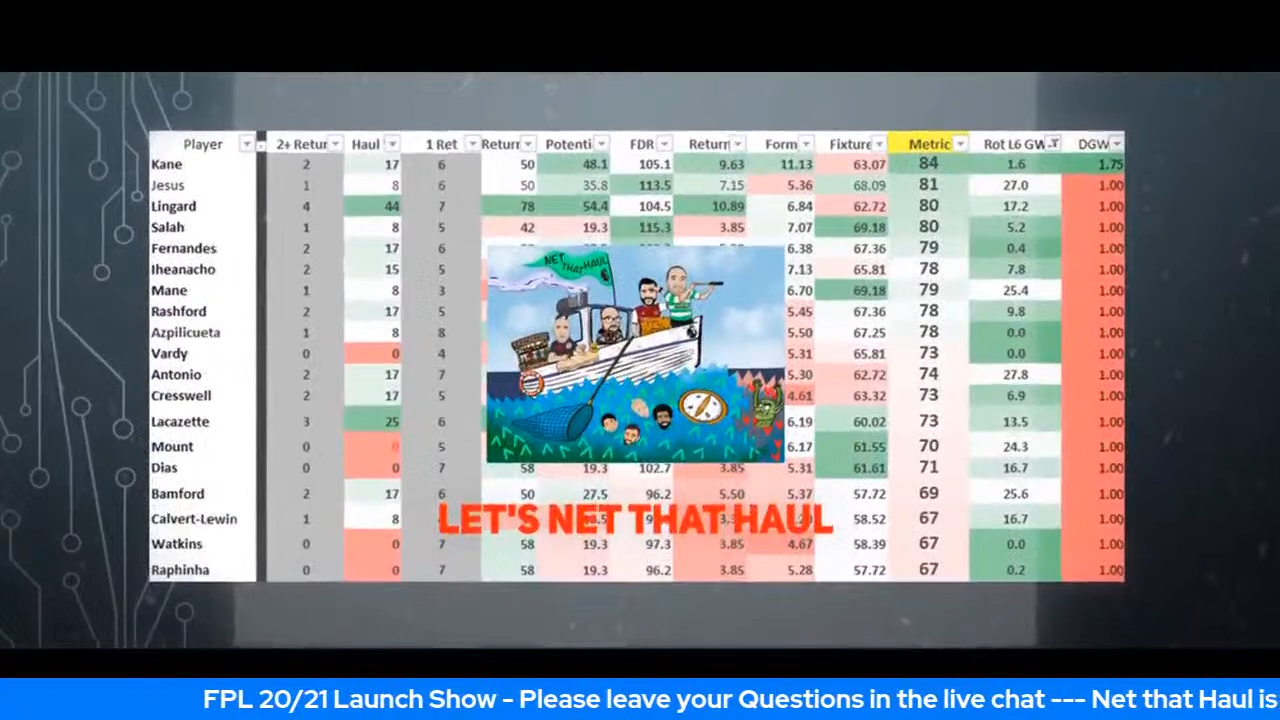 Player 2+ Retur Haul 1 Ret Return Potenti FDR Return Form Fixture Metric Rot L6 GW DGW
Kane 2 17 6 50 48.1 105.1 9.63 11.13 63.07 84 1.6 1.75
Jesus 1 8 6 50 35.8 113.5 7.15 5.36 68.09 81 27.0 1.00
Lingard 4 44 7 78 54.4 104.5 10.89 6.84 62.72 80 17.2 1.00
Salah 1 8 5 42 19.3 115.3 3.85 7.07 69.18 80 5.2 1.00
Fernandes 2 17 6 6.38 67.36 79 0.4 1.00
Iheanacho 2 15 5 7.13 65.81 78 7.8 1.00
Mane 1 8 3 6.70 69.18 79 25.4 1.00
Rashford 2 17 5 5.45 67.36 78 9.8 1.00
Azpilicueta 1 8 8 5.50 67.25 78 0.0 1.00
Vardy 0 0 4 5.31 65.81 73 0.0 1.00
Antonio 2 17 7 5.30 62.72 74 27.8 1.00
Cresswell 2 17 5 4.61 63.32 73 6.9 1.00
Lacazette 3 25 6 6.19 60.02 73 13.5 1.00
Mount 0 0 5 6.17 61.55 70 24.3 1.00
Dias 0 0 7 58 19.3 102.7 3.85 5.31 61.61 71 16.7 1.00
Bamford 2 17 6 50 27.5 96.2 5.50 5.37 57.72 69 25.6 1.00
Calvert-Lewin 1 8 58.52 67 16.7 1.00
Watkins 0 0 7 58 19.3 97.3 3.85 4.67 58.39 67 0.0 1.00
Raphinha 0 0 7 58 19.3 96.2 3.85 5.28 57.72 67 0.2 1.00
NET THAT HAUL
LET'S NET THAT HAUL
FPL 20/21 Launch Show - Please leave your Questions in the live chat --- Net that Haul is